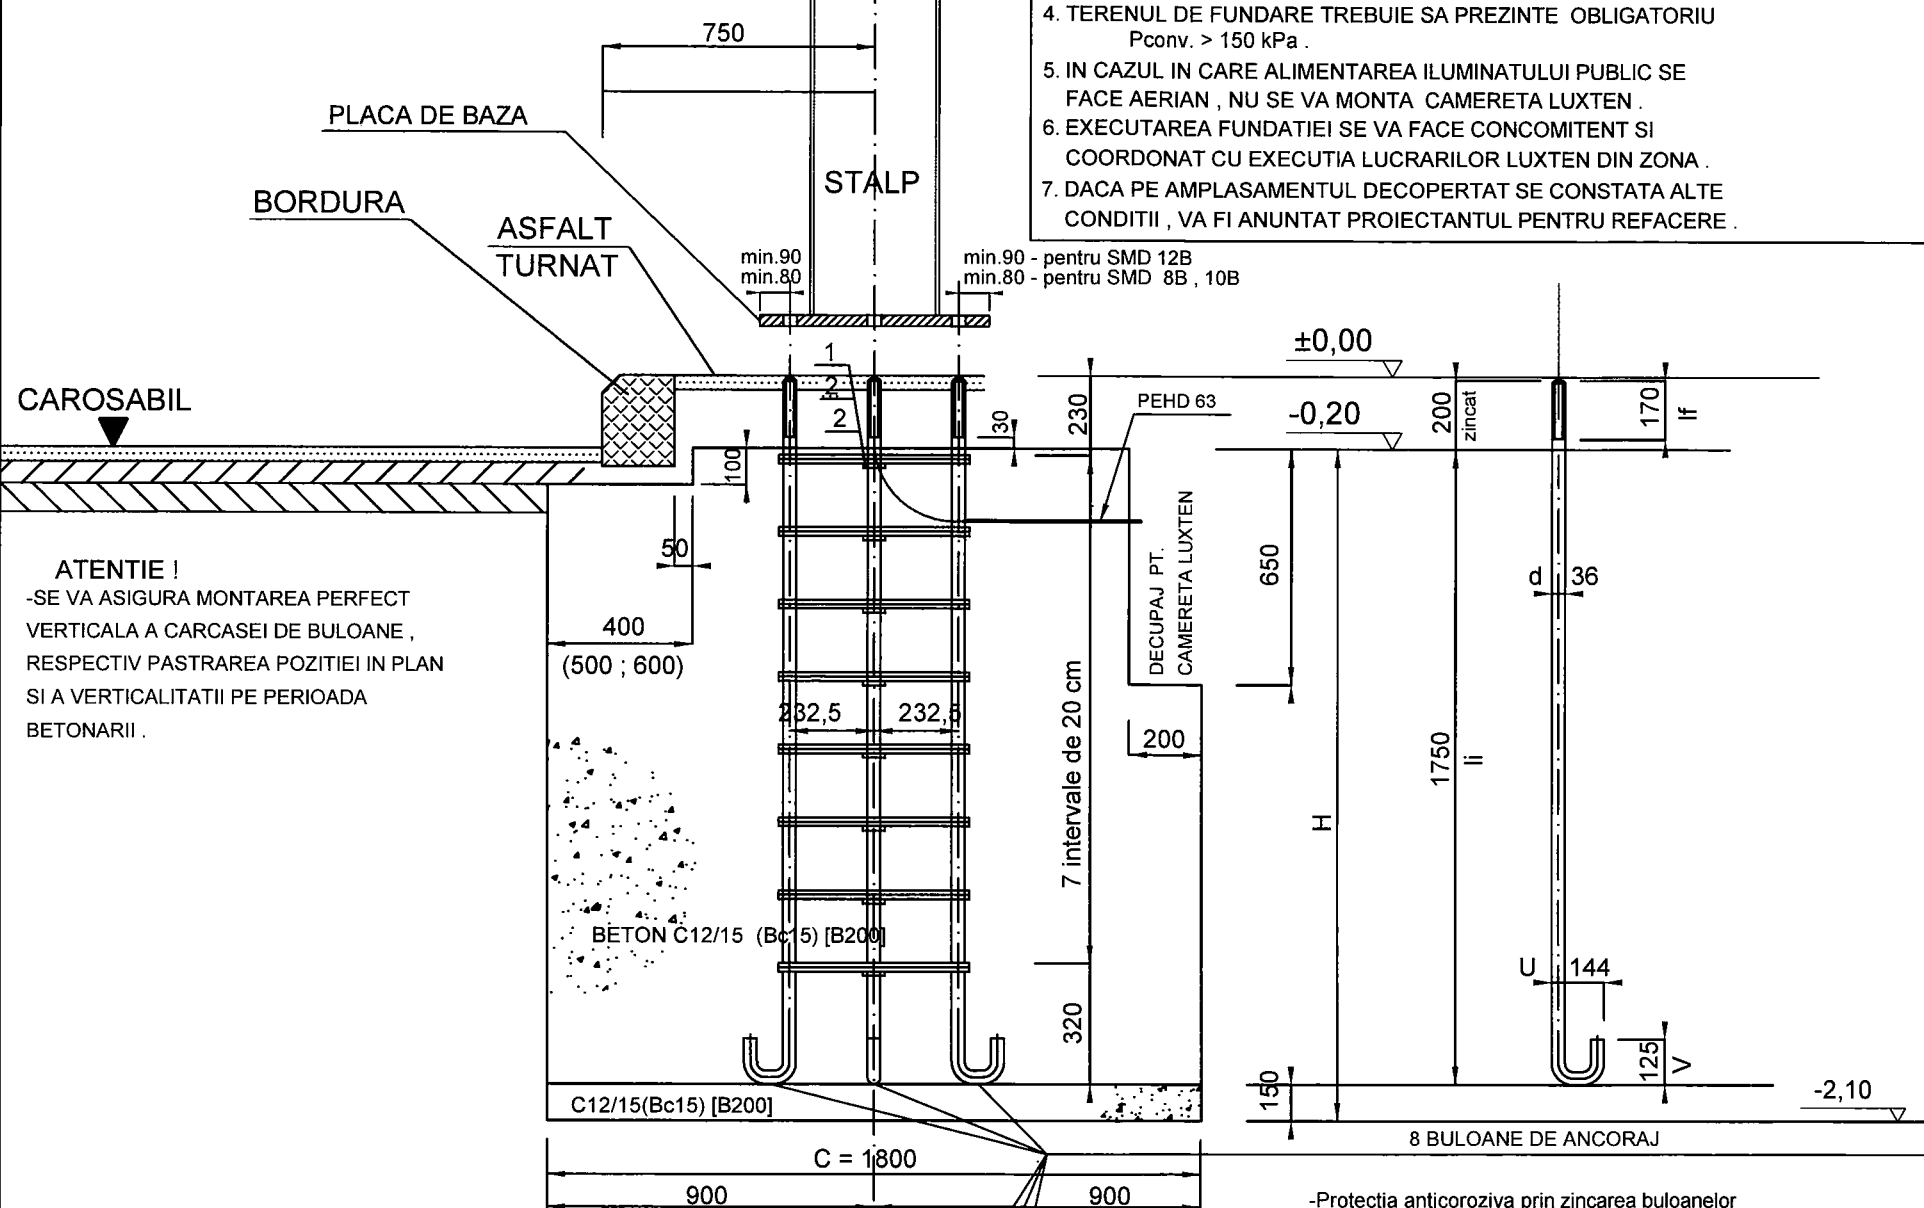 4. TERENUL DE FUNDARE TREBUIE SA PREZINTE OBLIGATORIU
Pconv. > 150 kPa .
5. IN CAZUL IN CARE ALIMENTAREA ILUMINATULUI PUBLIC SE
FACE AERIAN , NU SE VA MONTA CAMERETA LUXTEN .
6. EXECUTAREA FUNDATIEI SE VA FACE CONCOMITENT SI
COORDONAT CU EXECUTIA LUCRARILOR LUXTEN DIN ZONA .
7. DACA PE AMPLASAMENTUL DECOPERTAT SE CONSTATA ALTE
CONDITII , VA FI ANUNTAT PROIECTANTUL PENTRU REFACERE .
750
PLACA DE BAZA
STALP
BORDURA
ASFALT
TURNAT
min.90
min.80
min.90 - pentru SMD 12B
min.80 - pentru SMD 8B , 10B
±0,00
1
2
2
CAROSABIL
-0,20
230
30
PEHD 63
200
zincat
170
lf
100
50
ATENTIE !
-SE VA ASIGURA MONTAREA PERFECT
VERTICALA A CARCASEI DE BULOANE ,
RESPECTIV PASTRAREA POZITIEI IN PLAN
SI A VERTICALITATII PE PERIOADA
BETONARII .
400
(500 ; 600)
DECUPAJ PT.
CAMERETA LUXTEN
650
d 36
232,5
232,5
7 intervale de 20 cm
200
1750
li
H
BETON C12/15 (Bc15) [B200]
320
U 144
125
V
C12/15(Bc15) [B200]
150
-2,10
8 BULOANE DE ANCORAJ
C = 1800
900
900
-Protectia anticoroziva prin zincarea buloanelor